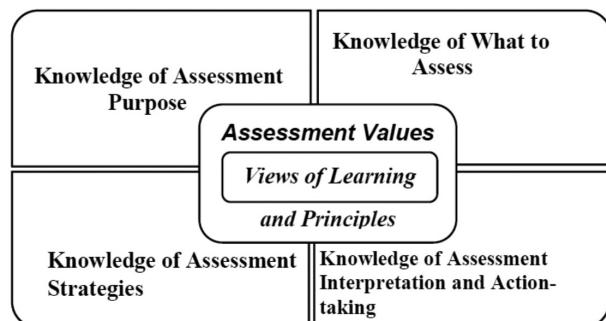 Knowledge of Assessment
Purpose
Knowledge of What to
Assess
Assessment Values
Views of Learning
and Principles
Knowledge of Assessment
Strategies
Knowledge of Assessment
Interpretation and Action-
taking